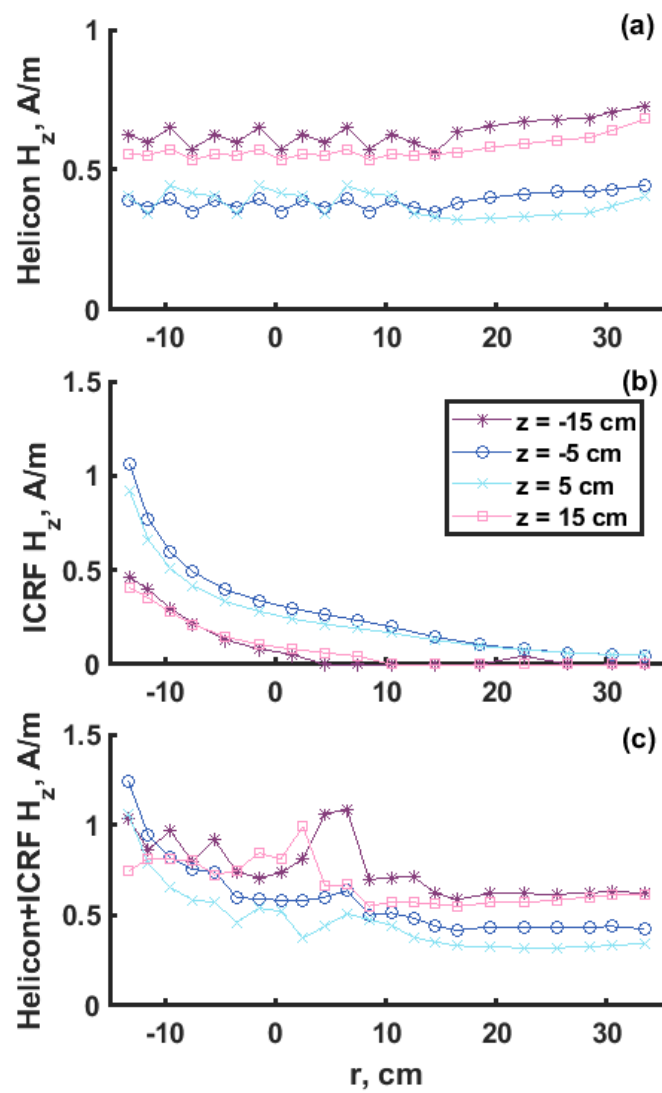 (a)
1
0.5
0
Helicon H_z, A/m
-10 0 10 20 30
(b)
1.5
1
0.5
0
ICRF H_z, A/m
z = -15 cm
z = -5 cm
z = 5 cm
z = 15 cm
-10 0 10 20 30
(c)
1.5
1
0.5
0
Helicon+ICRF H_z, A/m
-10 0 10 20 30
r, cm